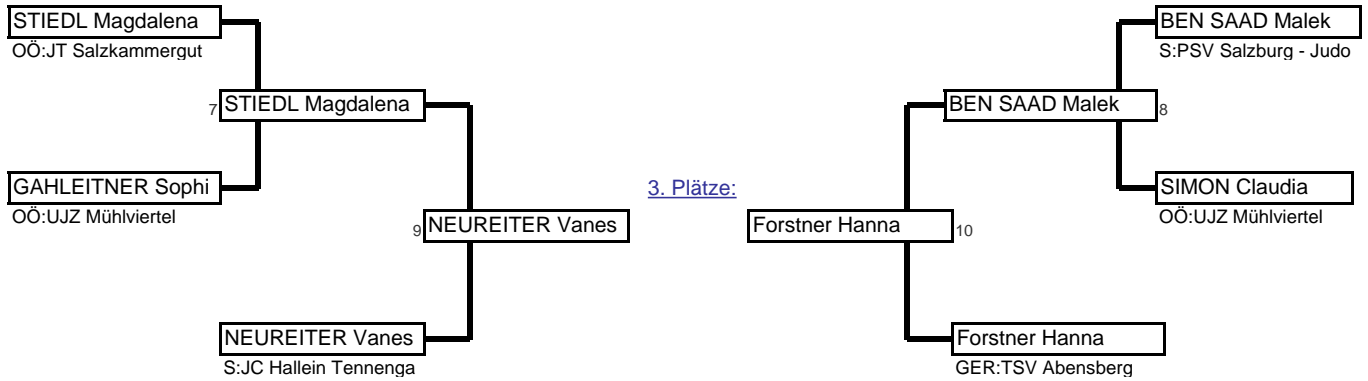 STIEDL Magdalena
OÖ:JT Salzkammergut
7 STIEDL Magdalena
GAHLEITNER Sophi
OÖ:UJZ Mühlviertel
9 NEUREITER Vanes
NEUREITER Vanes
S:JC Hallein Tennenga
3. Plätze:
BEN SAAD Malek
S:PSV Salzburg - Judo
BEN SAAD Malek 8
SIMON Claudia
OÖ:UJZ Mühlviertel
Forstner Hanna 10
Forstner Hanna
GER:TSV Abensberg